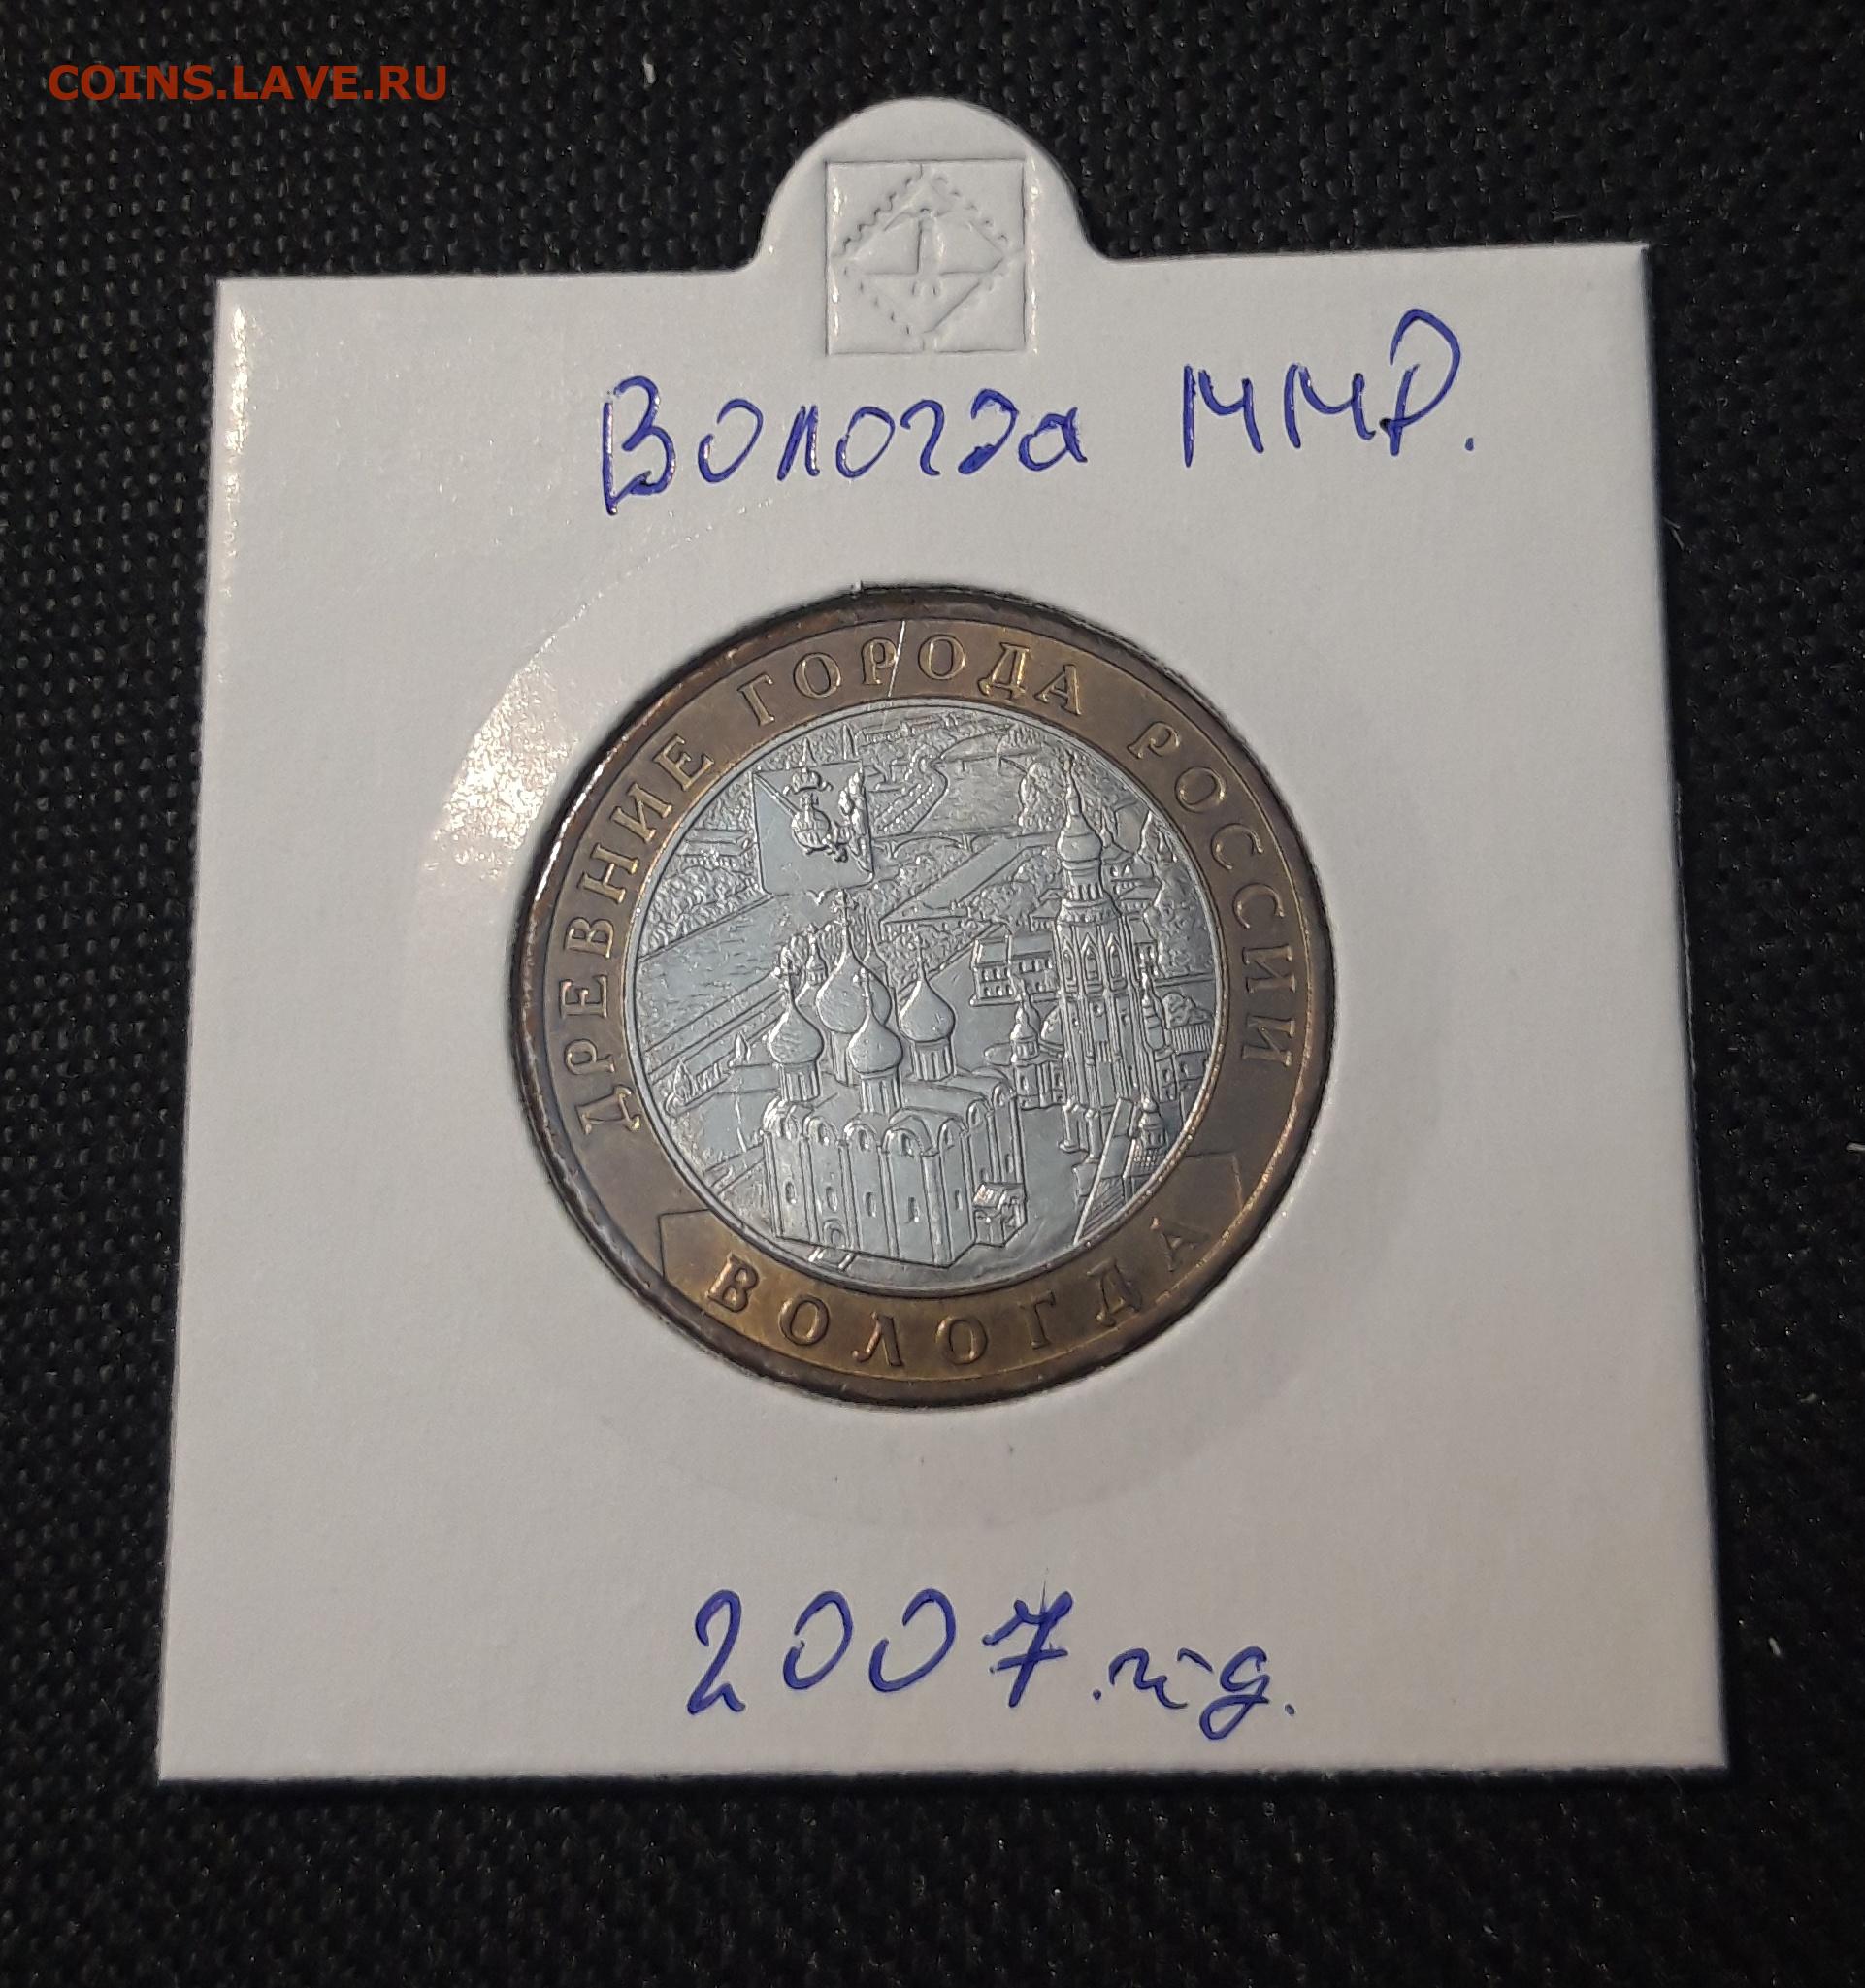 COINS.LAVE.RU
Вологда ММД.
ДРЕВНИЕ ГОРОДА РОССИИ
ВОЛОГДА
2007